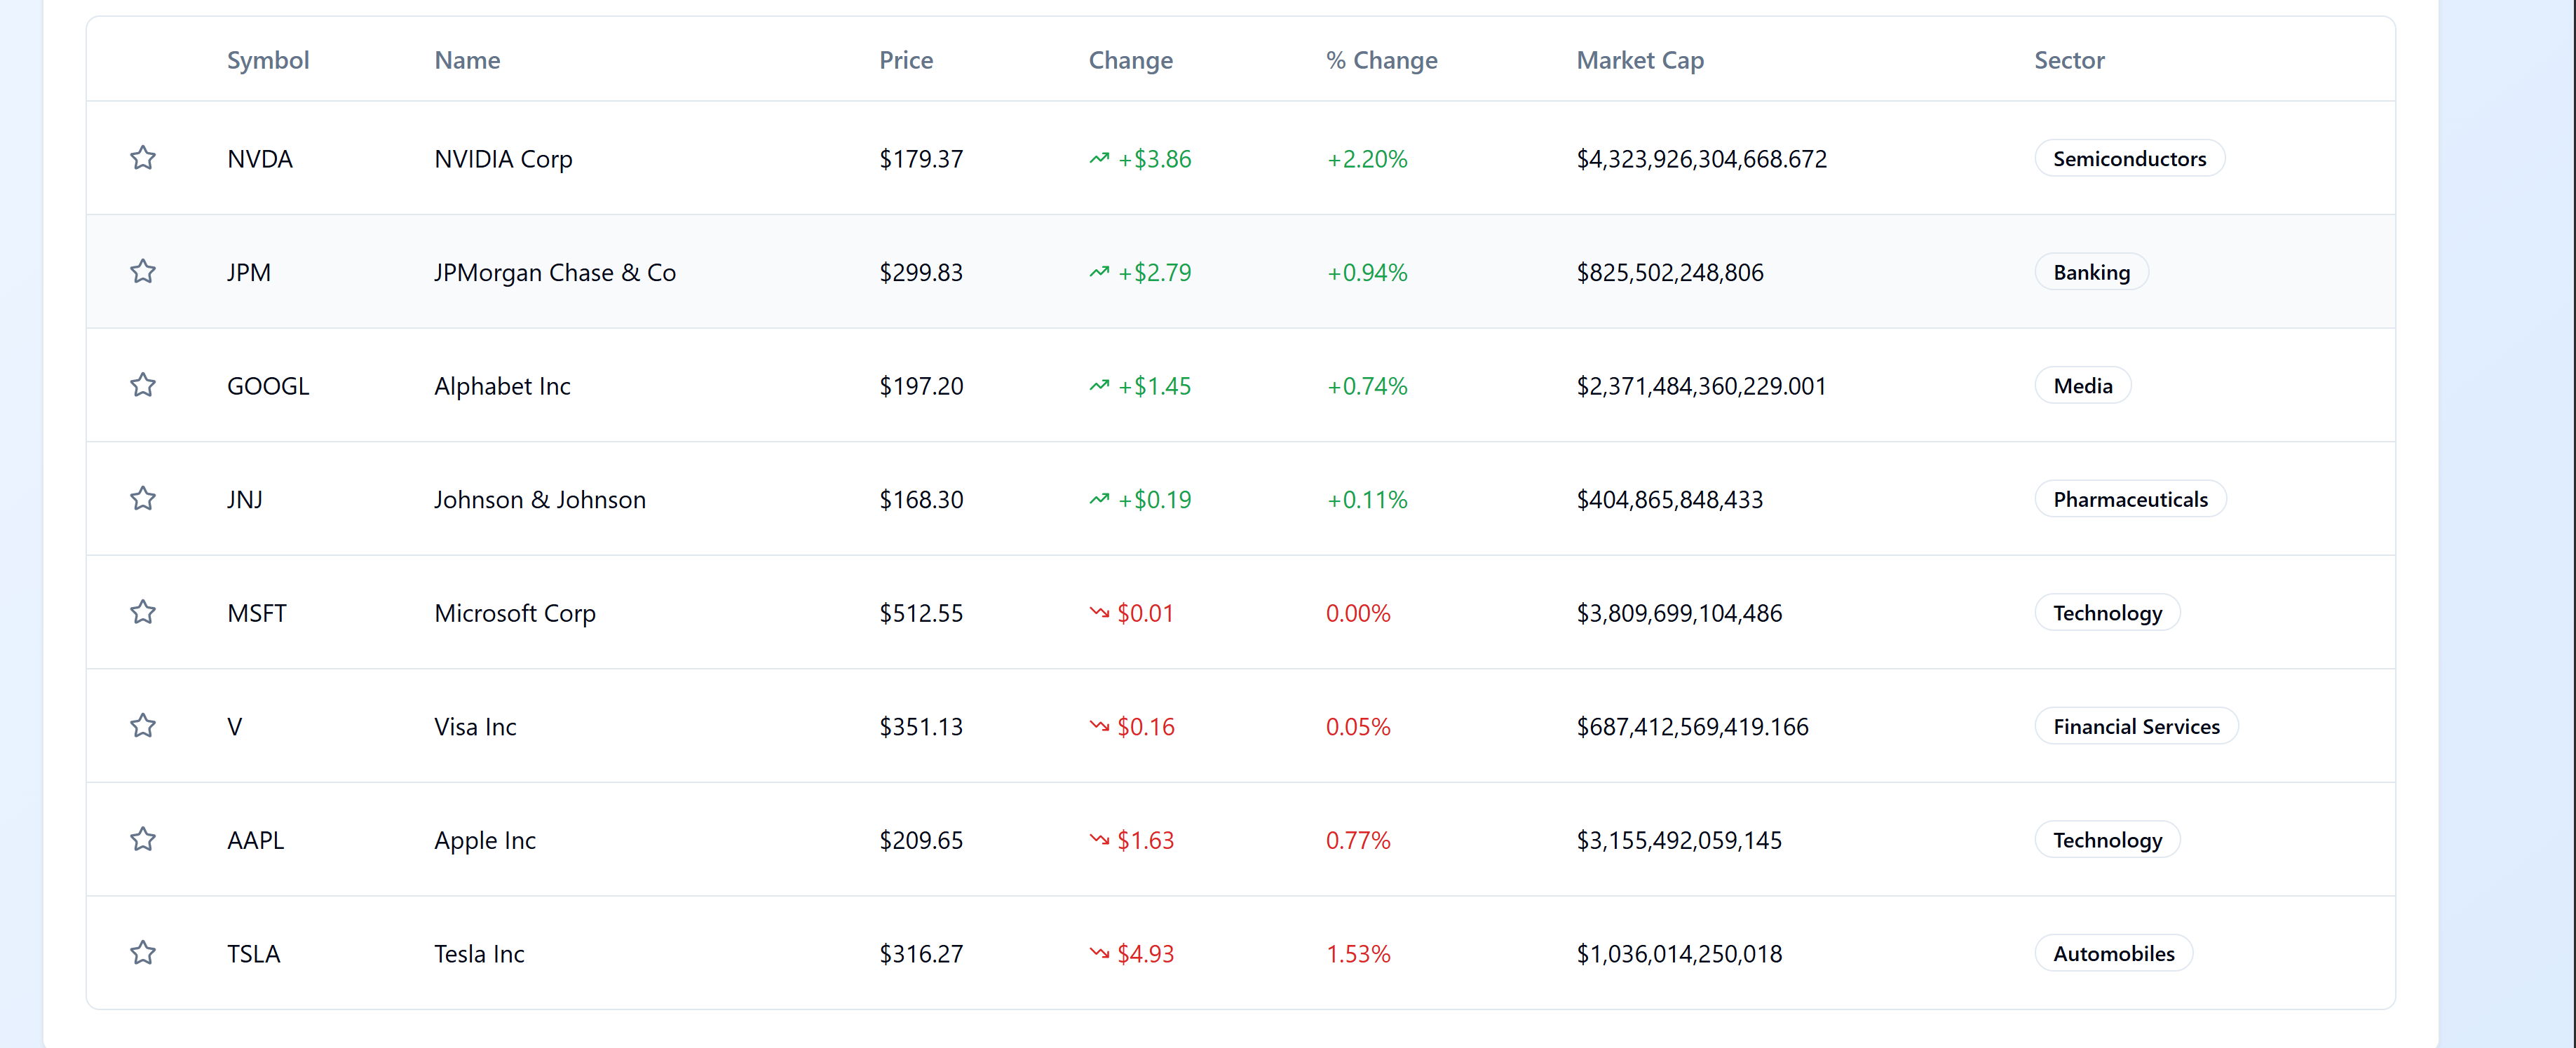 Symbol Name Price Change % Change Market Cap Sector
NVDA NVIDIA Corp $179.37 +$3.86 +2.20% $4,323,926,304,668.672 Semiconductors
JPM JPMorgan Chase & Co $299.83 +$2.79 +0.94% $825,502,248,806 Banking
GOOGL Alphabet Inc $197.20 +$1.45 +0.74% $2,371,484,360,229.001 Media
JNJ Johnson & Johnson $168.30 +$0.19 +0.11% $404,865,848,433 Pharmaceuticals
MSFT Microsoft Corp $512.55 $0.01 0.00% $3,809,699,104,486 Technology
V Visa Inc $351.13 $0.16 0.05% $687,412,569,419.166 Financial Services
AAPL Apple Inc $209.65 $1.63 0.77% $3,155,492,059,145 Technology
TSLA Tesla Inc $316.27 $4.93 1.53% $1,036,014,250,018 Automobiles